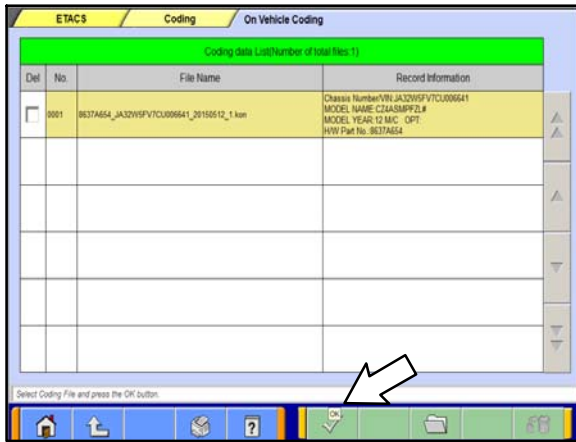 ETACS
Coding
On Vehicle Coding
Coding data List(Number of total files:1)
Del
No.
File Name
Record Information
0001
8637A654_JA32W5FV7CU006641_20150512_1.kon
Chassis Number/VIN:JA32W5FV7CU006641
MODEL NAME:CZ4ASMPFZL#
MODEL YEAR:12 M/C OPT:
H/W Part No.:8637A654
Select Coding File and press the OK button.
OK
?